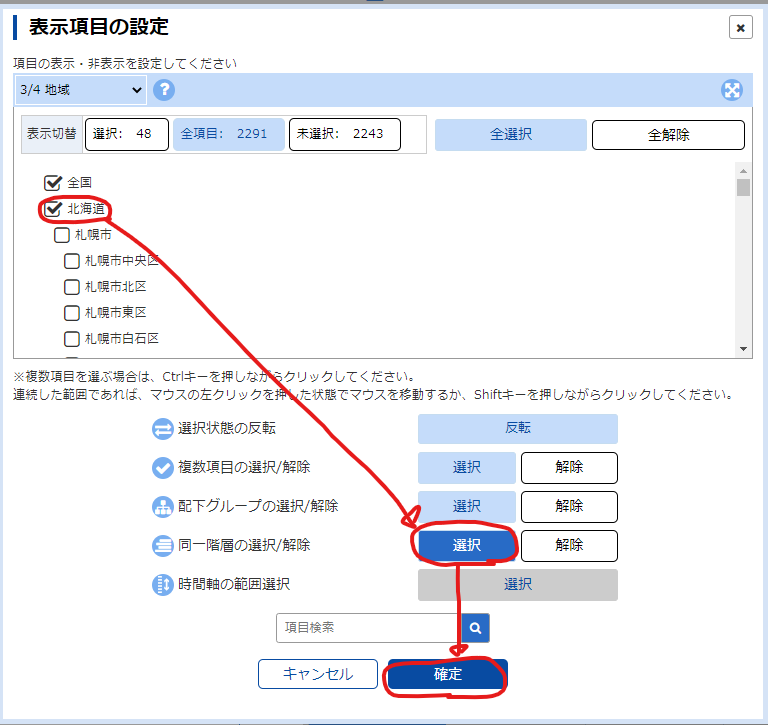 表示項目の設定
項目の表示・非表示を設定してください
3/4 地域
?
表示切替 選択: 48 全項目: 2291 未選択: 2243 全選択 全解除
全国
北海道
札幌市
札幌市中央区
札幌市北区
札幌市東区
札幌市白石区
※複数項目を選ぶ場合は、Ctrlキーを押しながらクリックしてください。
連続した範囲であれば、マウスの左クリックを押した状態でマウスを移動するか、Shiftキーを押しながらクリックしてください。
選択状態の反転 反転
複数項目の選択/解除 選択 解除
配下グループの選択/解除 選択 解除
同一階層の選択/解除 選択 解除
時間軸の範囲選択 選択
項目検索
キャンセル 確定